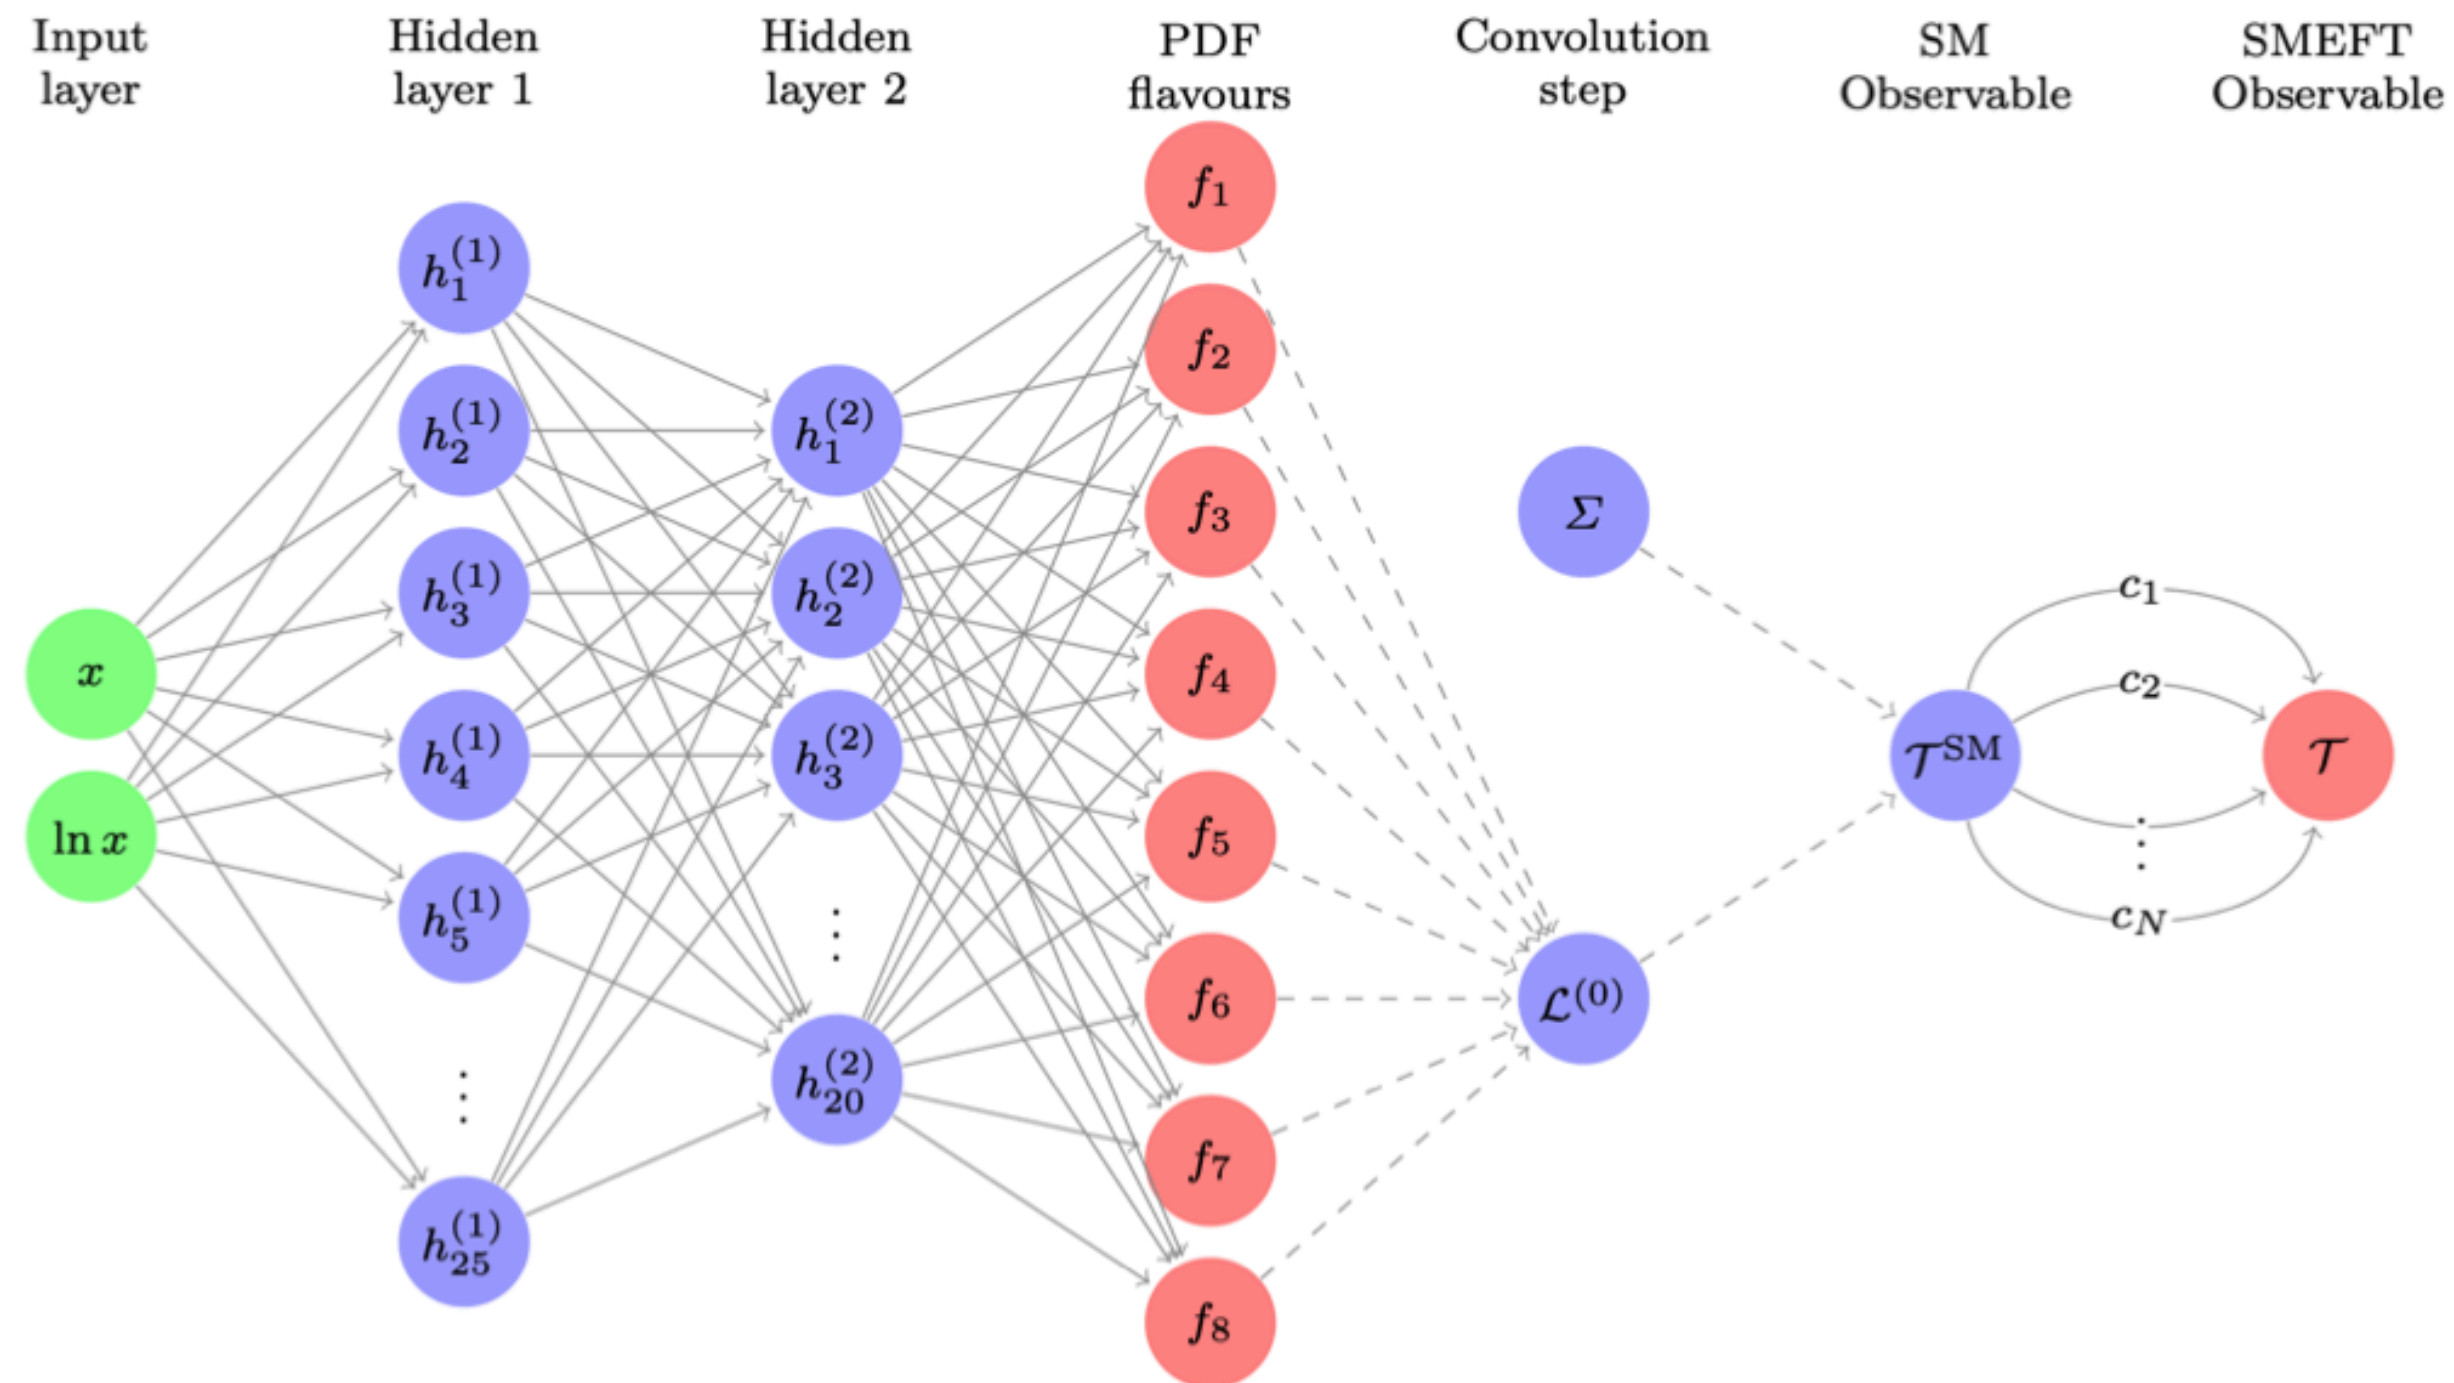 Input
layer
Hidden
layer 1
Hidden
layer 2
PDF
flavours
Convolution
step
SM
Observable
SMEFT
Observable
x
ln x
h₁⁽¹⁾
h₂⁽¹⁾
h₃⁽¹⁾
h₄⁽¹⁾
h₅⁽¹⁾
⋮
h₂₅⁽¹⁾
h₁⁽²⁾
h₂⁽²⁾
h₃⁽²⁾
⋮
h₂₀⁽²⁾
f₁
f₂
f₃
f₄
f₅
f₆
f₇
f₈
Σ
ℒ⁽⁰⁾
𝒯ˢᴹ
c₁
c₂
⋮
c_N
𝒯